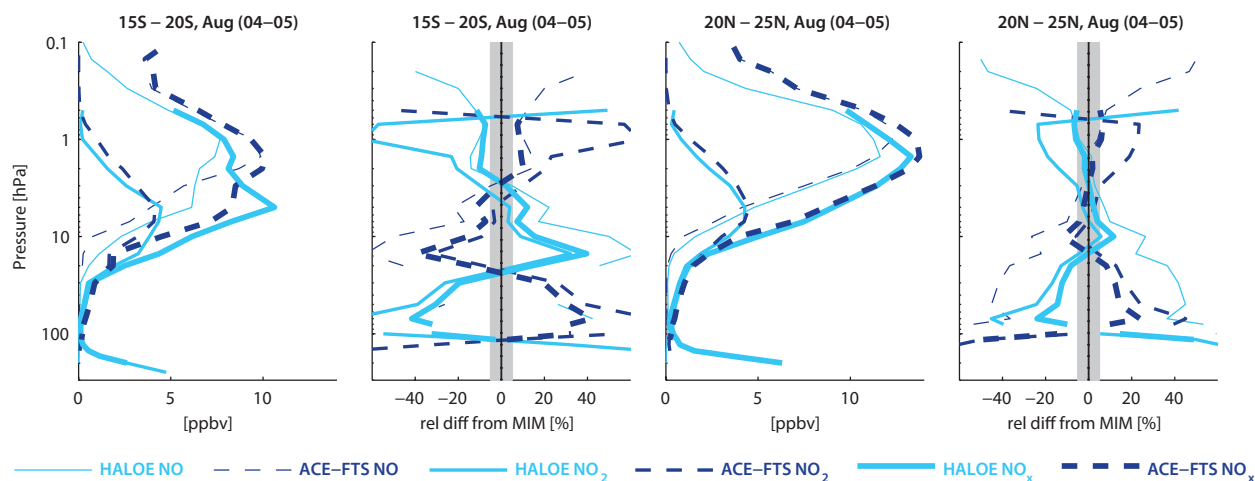 15S – 20S, Aug (04–05)
15S – 20S, Aug (04–05)
20N – 25N, Aug (04–05)
20N – 25N, Aug (04–05)
Pressure [hPa]
0.1
1
10
100
0 5 10
−40 −20 0 20 40
0 5 10
−40 −20 0 20 40
[ppbv]
rel diff from MIM [%]
[ppbv]
rel diff from MIM [%]
HALOE NO ACE–FTS NO HALOE NO2 ACE–FTS NO2 HALOE NOx ACE–FTS NOx